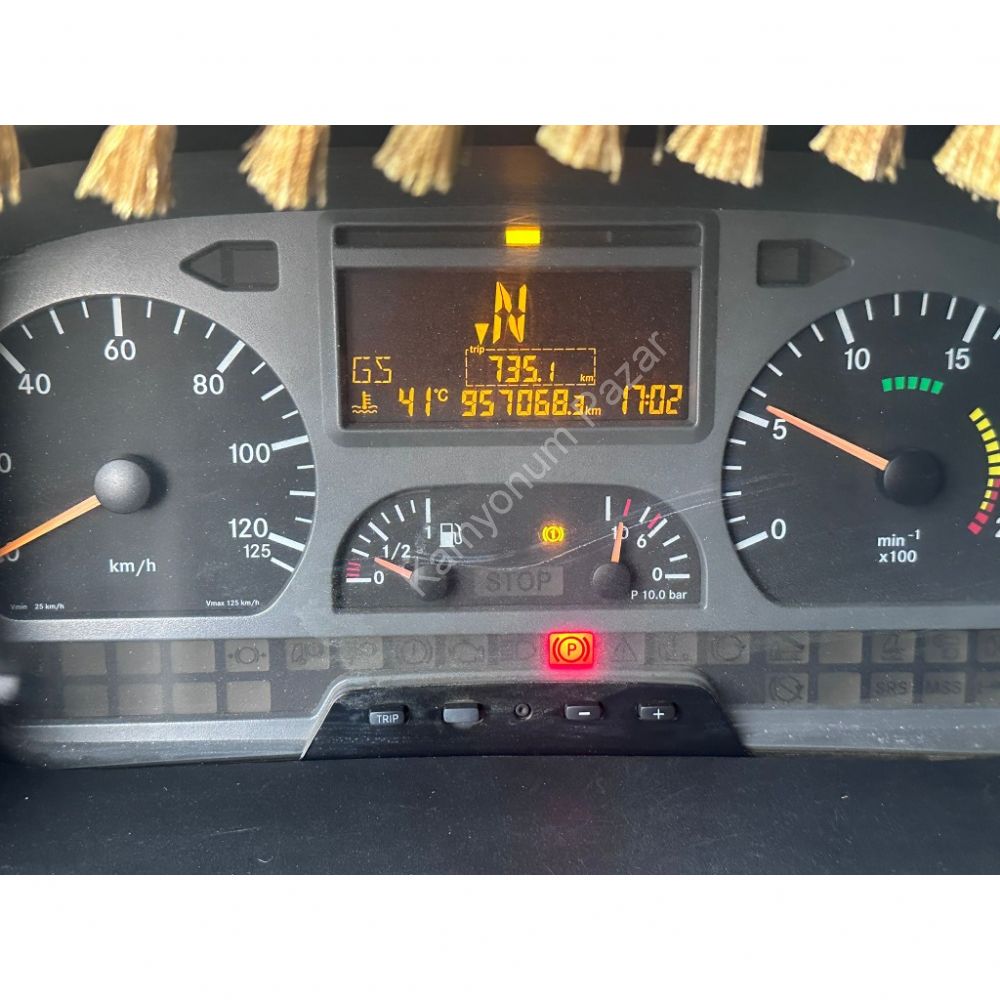 N
trip
735.1 km
GS
41°C 957068.3 km 17:02
40
60
80
100
120
125
km/h
Vmin 25 km/h
Vmax 125 km/h
1
1/2
0
10
6
0
P 10.0 bar
STOP
0
5
10
15
min-1
x100
P
SRS
MSS
TRIP
-
+
Kamyonum Pazar